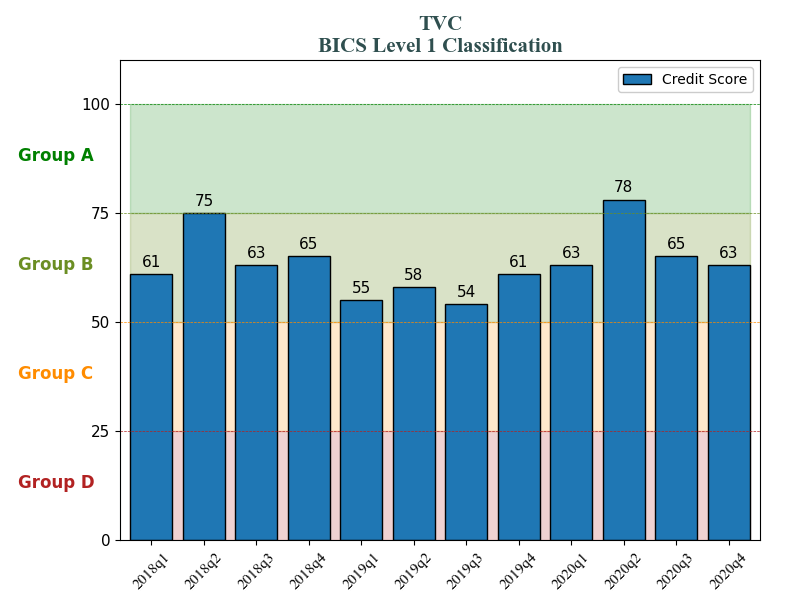 TVC
BICS Level 1 Classification
Credit Score
100
Group A
75
Group B
50
Group C
25
Group D
0
61
75
63
65
55
58
54
61
63
78
65
63
2018q1
2018q2
2018q3
2018q4
2019q1
2019q2
2019q3
2019q4
2020q1
2020q2
2020q3
2020q4